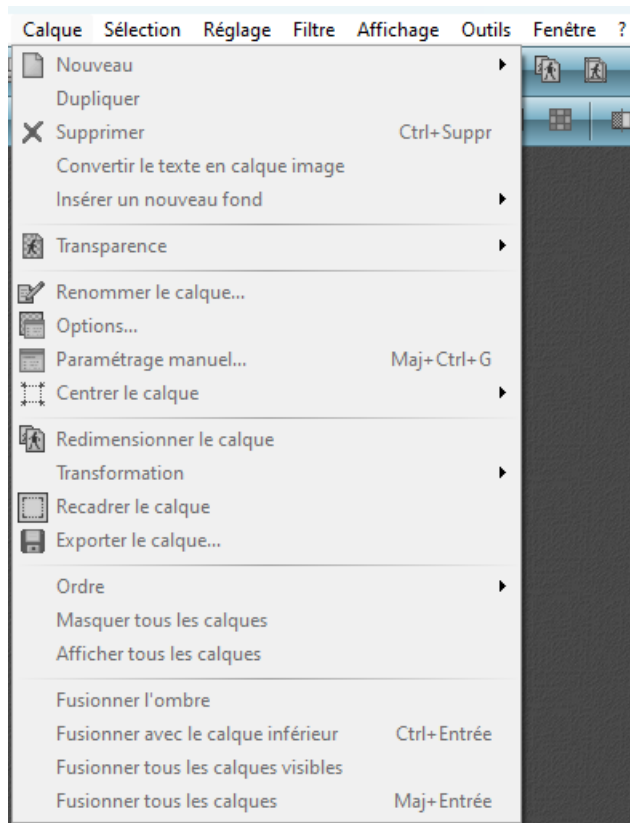 Calque Sélection Réglage Filtre Affichage Outils Fenêtre ?
Nouveau
Dupliquer
Supprimer Ctrl+Suppr
Convertir le texte en calque image
Insérer un nouveau fond
Transparence
Renommer le calque...
Options...
Paramétrage manuel... Maj+Ctrl+G
Centrer le calque
Redimensionner le calque
Transformation
Recadrer le calque
Exporter le calque...
Ordre
Masquer tous les calques
Afficher tous les calques
Fusionner l'ombre
Fusionner avec le calque inférieur Ctrl+Entrée
Fusionner tous les calques visibles
Fusionner tous les calques Maj+Entrée